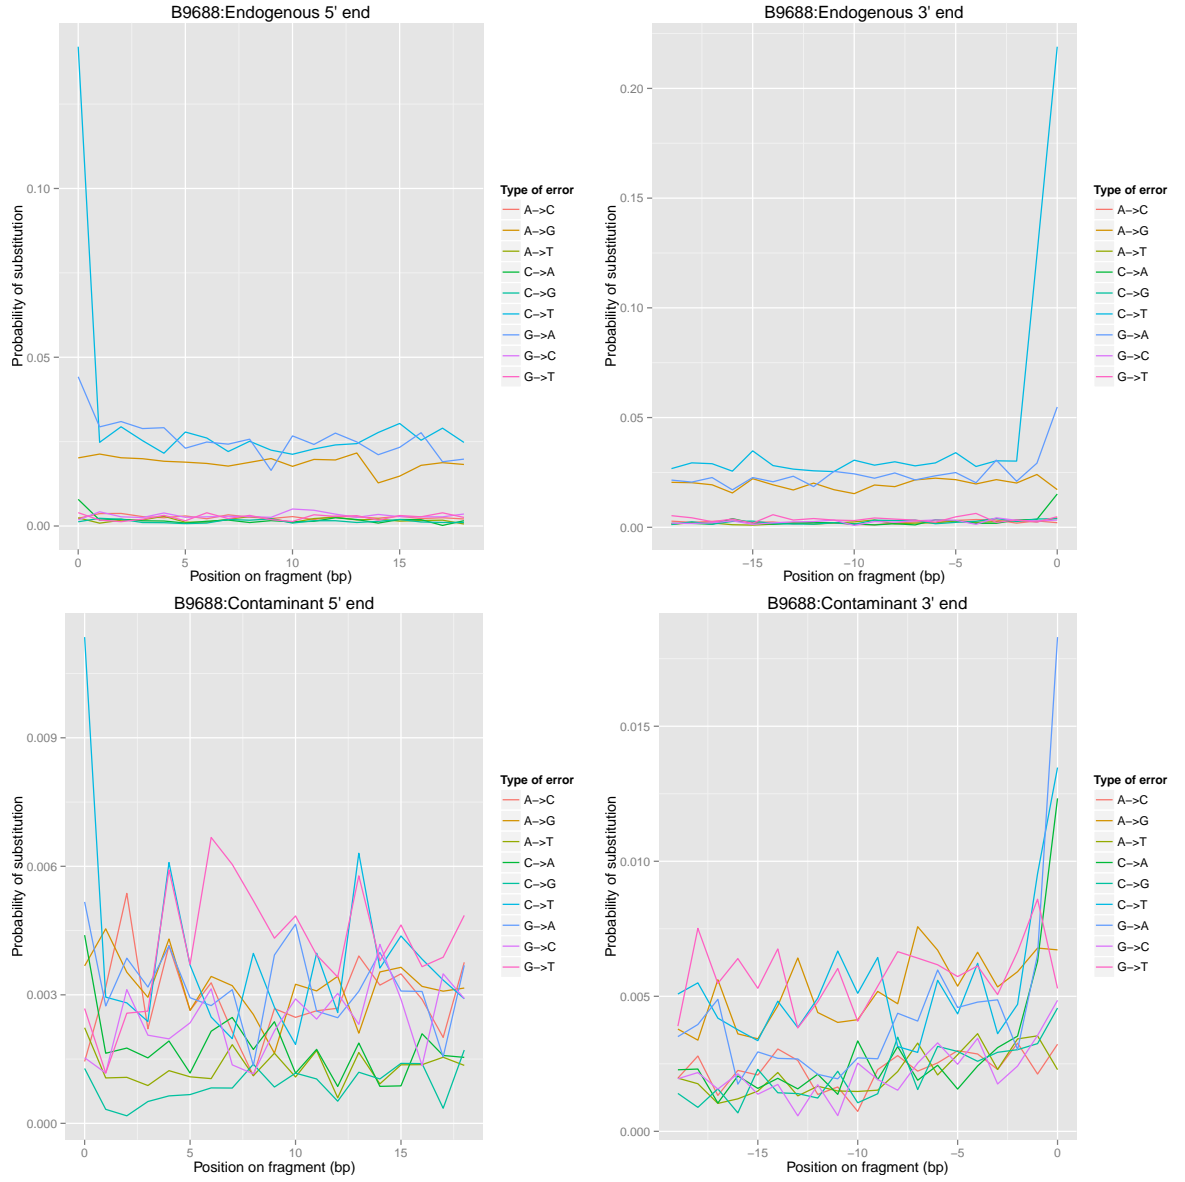 B9688:Endogenous 5' end
0.10
0.05
0.00
0
5
10
15
Position on fragment (bp)
Probability of substitution
Type of error
A−>C
A−>G
A−>T
C−>A
C−>G
C−>T
G−>A
G−>C
G−>T
B9688:Endogenous 3' end
0.20
0.15
0.10
0.05
0.00
−15
−10
−5
0
Position on fragment (bp)
Probability of substitution
Type of error
A−>C
A−>G
A−>T
C−>A
C−>G
C−>T
G−>A
G−>C
G−>T
B9688:Contaminant 5' end
0.009
0.006
0.003
0.000
0
5
10
15
Position on fragment (bp)
Probability of substitution
Type of error
A−>C
A−>G
A−>T
C−>A
C−>G
C−>T
G−>A
G−>C
G−>T
B9688:Contaminant 3' end
0.015
0.010
0.005
0.000
−15
−10
−5
0
Position on fragment (bp)
Probability of substitution
Type of error
A−>C
A−>G
A−>T
C−>A
C−>G
C−>T
G−>A
G−>C
G−>T